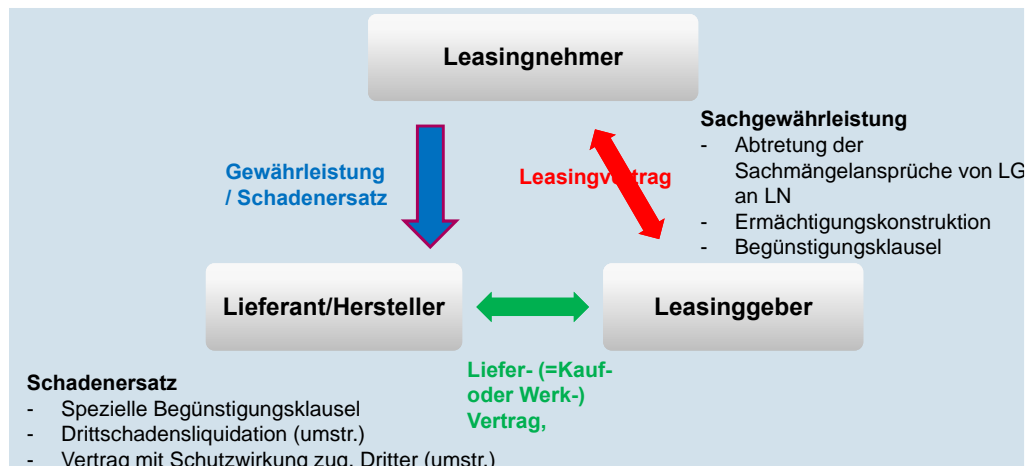 Leasingnehmer
Sachgewährleistung
- Abtretung der
Sachmängelansprüche von LG
an LN
- Ermächtigungskonstruktion
- Begünstigungsklausel
Gewährleistung
/ Schadenersatz
Leasingvertrag
Lieferant/Hersteller
Leasinggeber
Liefer- (=Kauf-
oder Werk-)
Vertrag,
Schadenersatz
- Spezielle Begünstigungsklausel
- Drittschadensliquidation (umstr.)
- Vertrag mit Schutzwirkung zug. Dritter (umstr.)